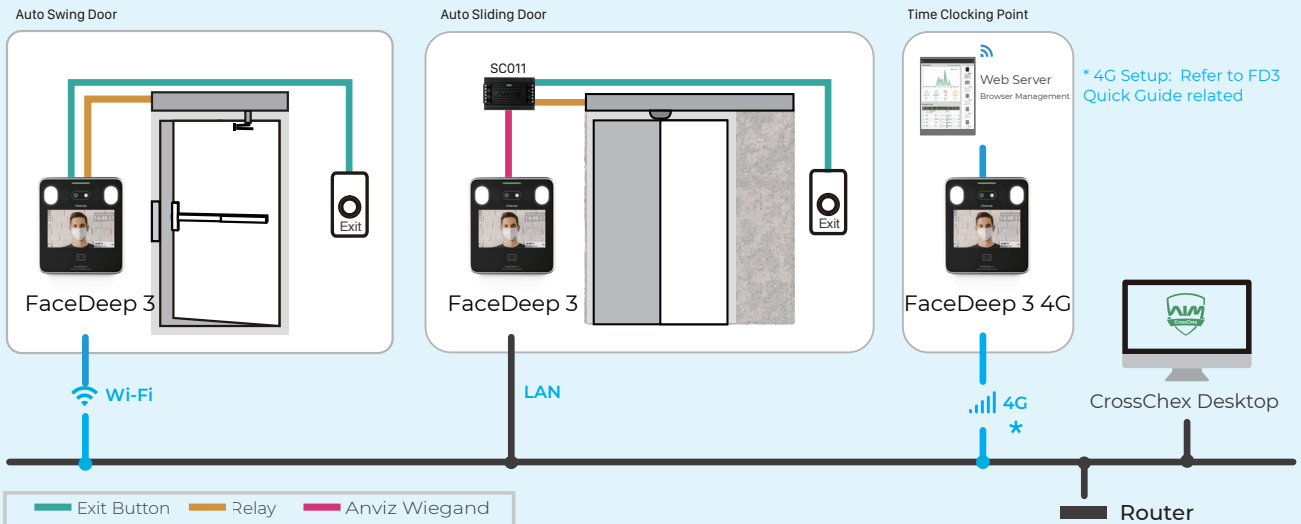 Auto Swing Door
Auto Sliding Door
Time Clocking Point
SC011
Web Server
Browser Management
* 4G Setup: Refer to FD3
Quick Guide related
Exit
Exit
FaceDeep 3
FaceDeep 3
FaceDeep 3 4G
AIM
CrossChex
Wi-Fi
LAN
4G
*
CrossChex Desktop
Exit Button
Relay
Anviz Wiegand
Router